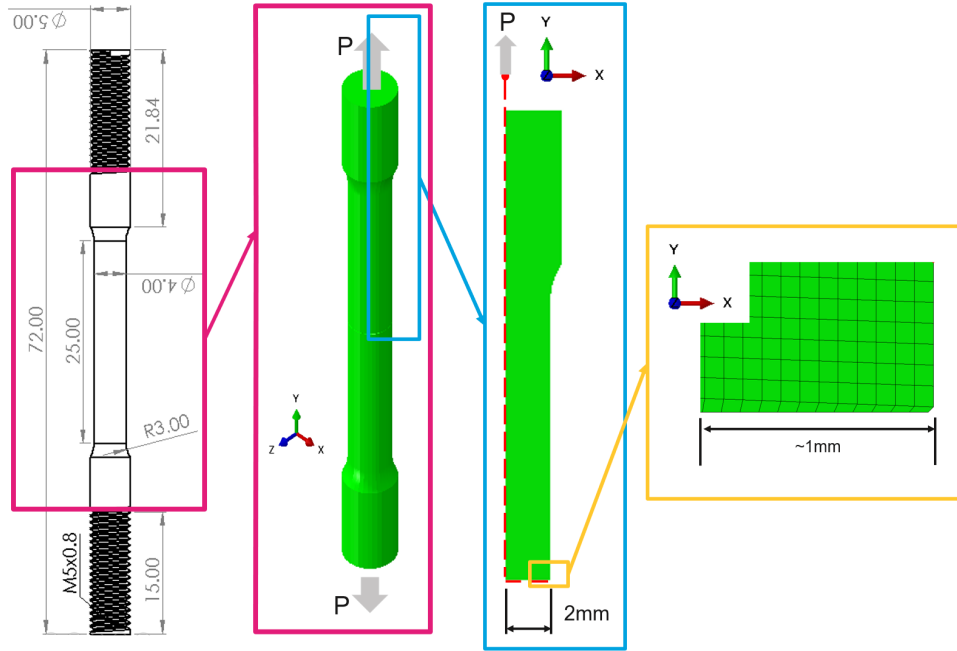 Ø 5.00
21.84
Ø 4.00
72.00
25.00
R3.00
M5x0.8
15.00
P
Y
Z
X
P
P
Y
X
2mm
Y
X
~1mm